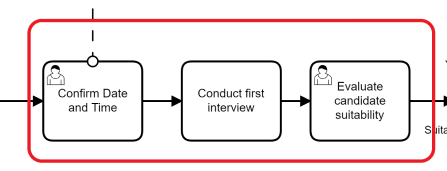 Confirm Date
and Time
Conduct first
interview
Evaluate
candidate
suitability